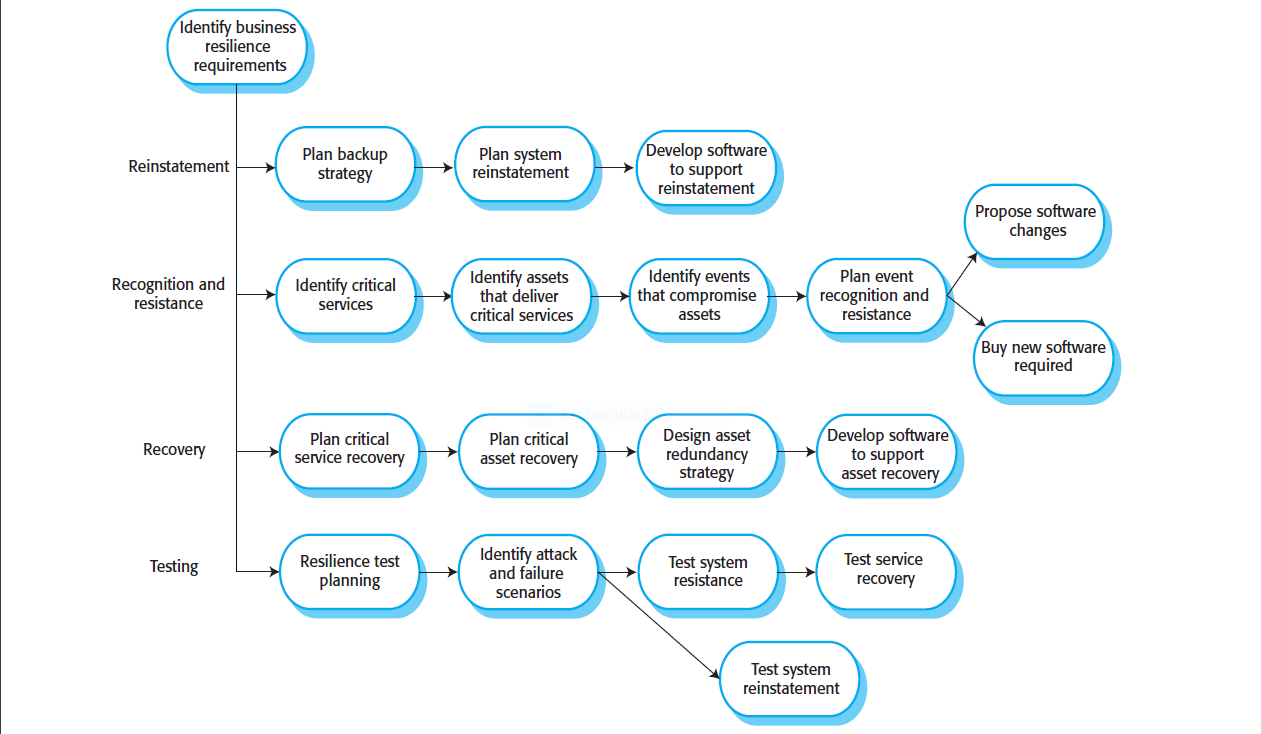 Identify business
resilience
requirements
Reinstatement
Plan backup
strategy
Plan system
reinstatement
Develop software
to support
reinstatement
Propose software
changes
Recognition and
resistance
Identify critical
services
Identify assets
that deliver
critical services
Identify events
that compromise
assets
Plan event
recognition and
resistance
Buy new software
required
Recovery
Plan critical
service recovery
Plan critical
asset recovery
Design asset
redundancy
strategy
Develop software
to support
asset recovery
Testing
Resilience test
planning
Identify attack
and failure
scenarios
Test system
resistance
Test service
recovery
Test system
reinstatement